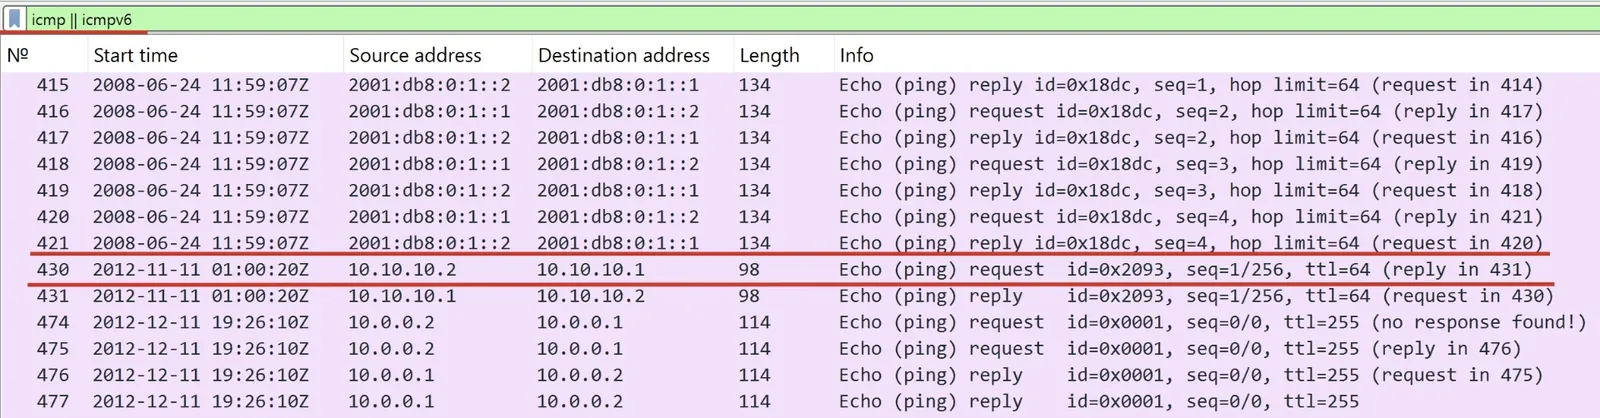 icmp || icmpv6
№ Start time Source address Destination address Length Info
415 2008-06-24 11:59:07Z 2001:db8:0:1::2 2001:db8:0:1::1 134 Echo (ping) reply id=0x18dc, seq=1, hop limit=64 (request in 414)
416 2008-06-24 11:59:07Z 2001:db8:0:1::1 2001:db8:0:1::2 134 Echo (ping) request id=0x18dc, seq=2, hop limit=64 (reply in 417)
417 2008-06-24 11:59:07Z 2001:db8:0:1::2 2001:db8:0:1::1 134 Echo (ping) reply id=0x18dc, seq=2, hop limit=64 (request in 416)
418 2008-06-24 11:59:07Z 2001:db8:0:1::1 2001:db8:0:1::2 134 Echo (ping) request id=0x18dc, seq=3, hop limit=64 (reply in 419)
419 2008-06-24 11:59:07Z 2001:db8:0:1::2 2001:db8:0:1::1 134 Echo (ping) reply id=0x18dc, seq=3, hop limit=64 (request in 418)
420 2008-06-24 11:59:07Z 2001:db8:0:1::1 2001:db8:0:1::2 134 Echo (ping) request id=0x18dc, seq=4, hop limit=64 (reply in 421)
421 2008-06-24 11:59:07Z 2001:db8:0:1::2 2001:db8:0:1::1 134 Echo (ping) reply id=0x18dc, seq=4, hop limit=64 (request in 420)
430 2012-11-11 01:00:20Z 10.10.10.2 10.10.10.1 98 Echo (ping) request id=0x2093, seq=1/256, ttl=64 (reply in 431)
431 2012-11-11 01:00:20Z 10.10.10.1 10.10.10.2 98 Echo (ping) reply id=0x2093, seq=1/256, ttl=64 (request in 430)
474 2012-12-11 19:26:10Z 10.0.0.2 10.0.0.1 114 Echo (ping) request id=0x0001, seq=0/0, ttl=255 (no response found!)
475 2012-12-11 19:26:10Z 10.0.0.2 10.0.0.1 114 Echo (ping) request id=0x0001, seq=0/0, ttl=255 (reply in 476)
476 2012-12-11 19:26:10Z 10.0.0.1 10.0.0.2 114 Echo (ping) reply id=0x0001, seq=0/0, ttl=255 (request in 475)
477 2012-12-11 19:26:10Z 10.0.0.1 10.0.0.2 114 Echo (ping) reply id=0x0001, seq=0/0, ttl=255